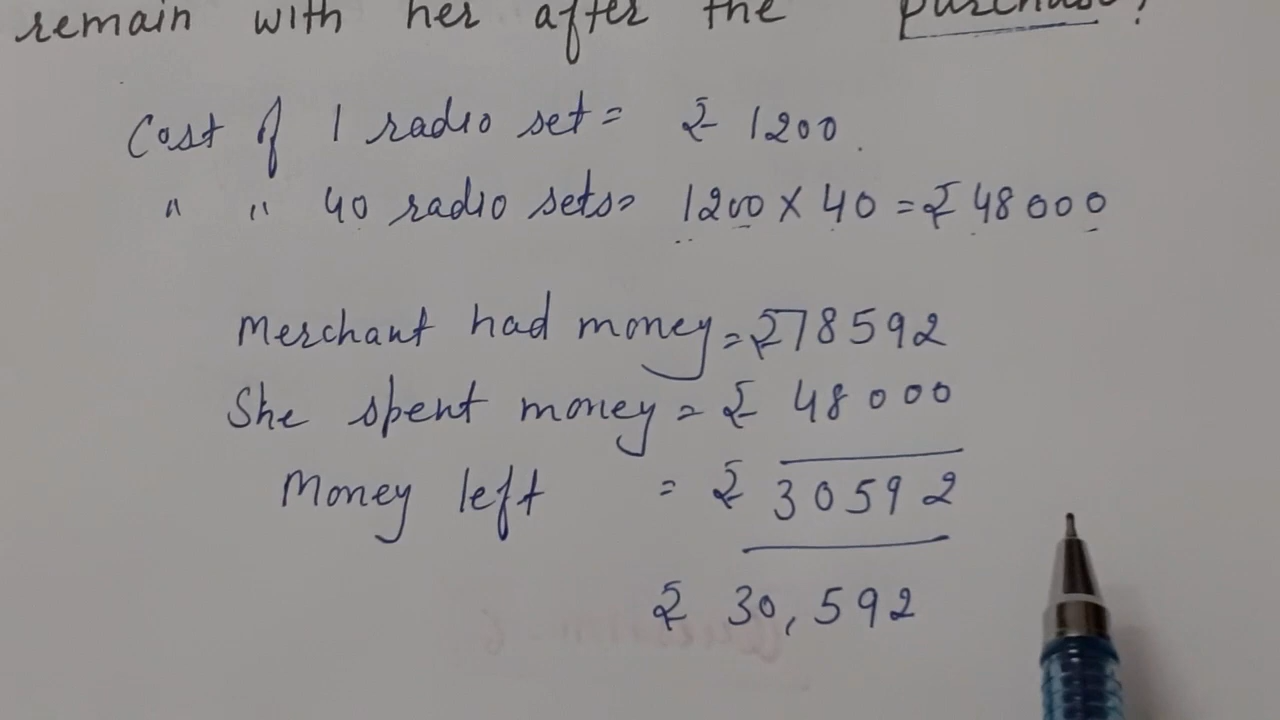 remain with her after the purchase?
Cost of 1 radio set = ₹ 1200.
" " 40 radio sets = 1200 × 40 = ₹ 48000
Merchant had money = ₹78592
She spent money = ₹ 48000
Money left = ₹ 30592
₹ 30,592